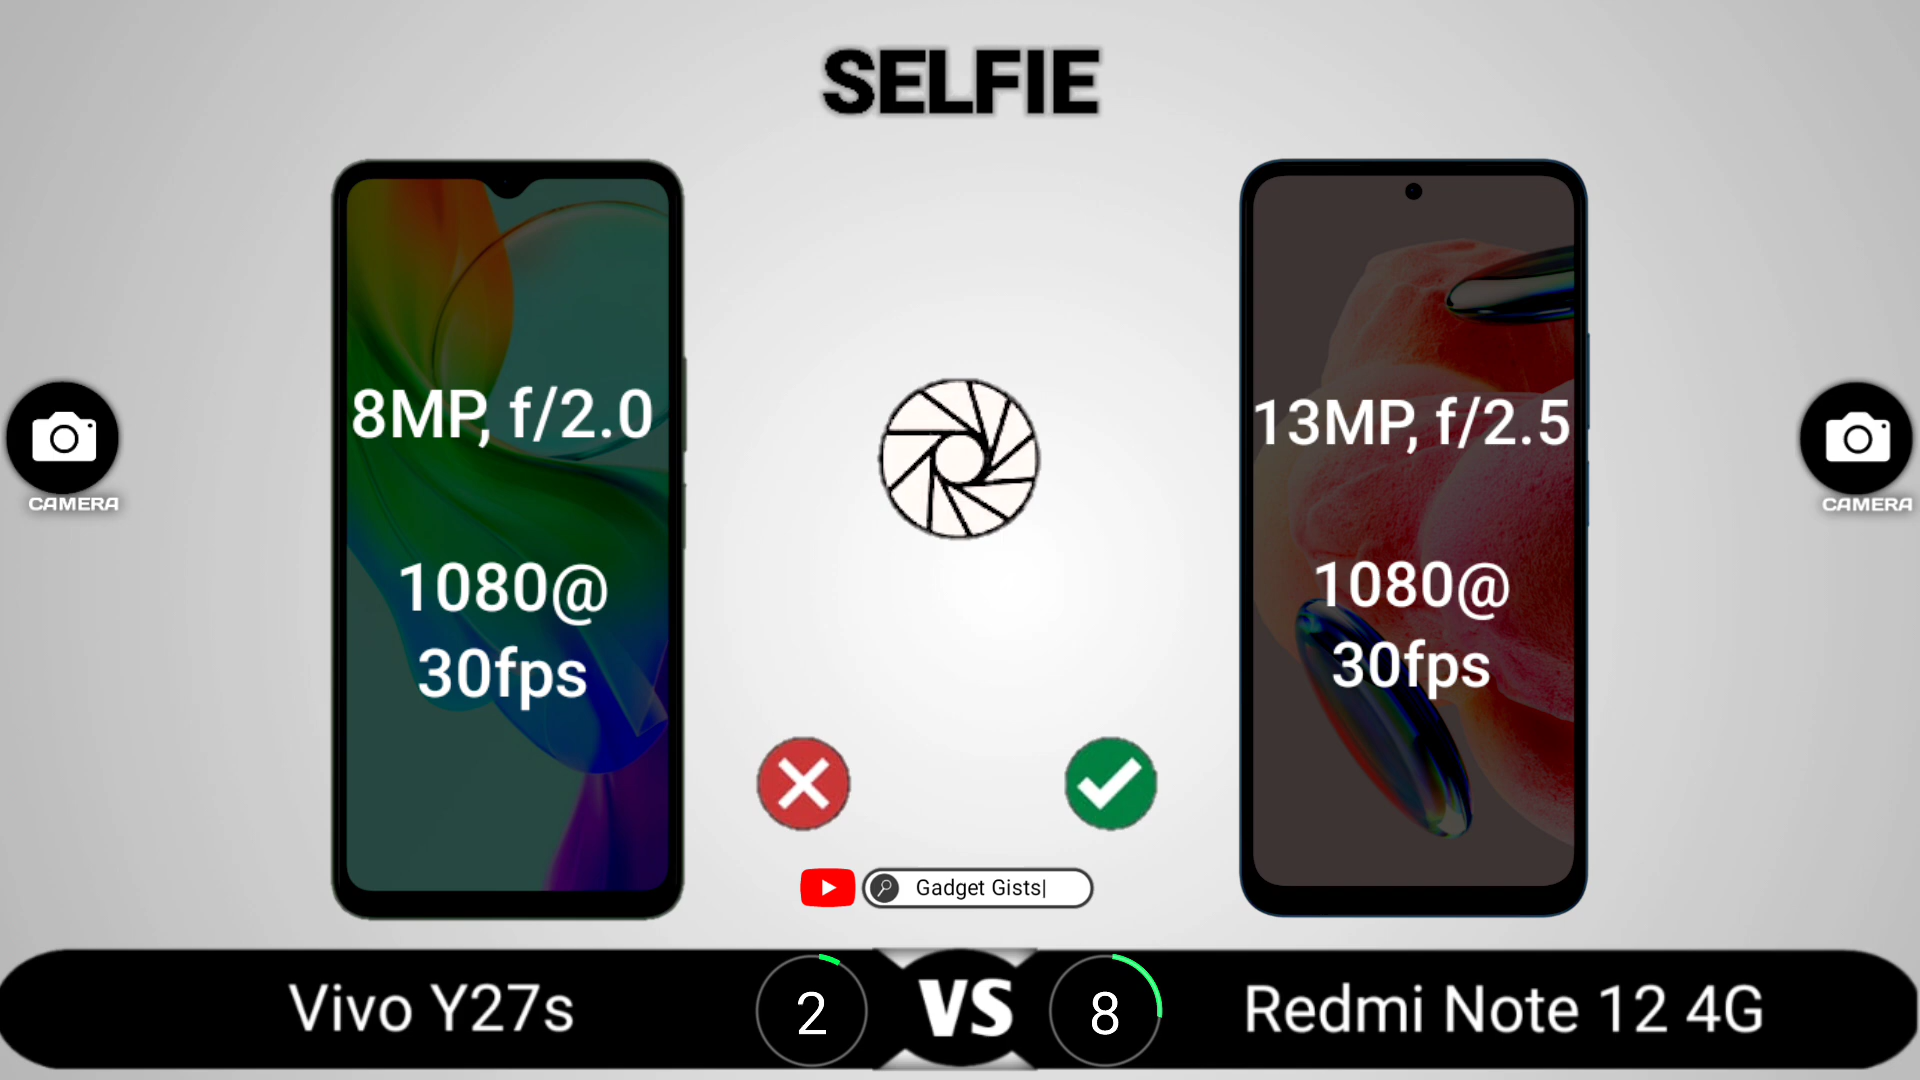 SELFIE
8MP, f/2.0
1080@
30fps
13MP, f/2.5
1080@
30fps
CAMERA
CAMERA
Gadget Gists|
Vivo Y27s
2
VS
8
Redmi Note 12 4G